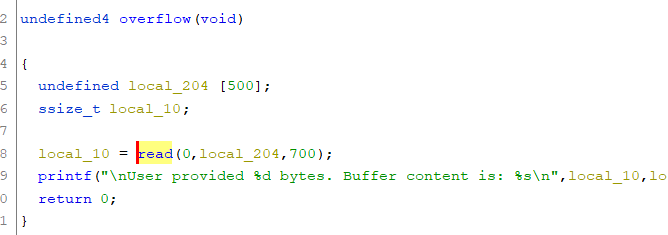 2 undefined4 overflow(void)
3
4 {
5 undefined local_204 [500];
6 ssize_t local_10;
7
8 local_10 = read(0,local_204,700);
9 printf("\nUser provided %d bytes. Buffer content is: %s\n",local_10,lo
0 return 0;
1 }